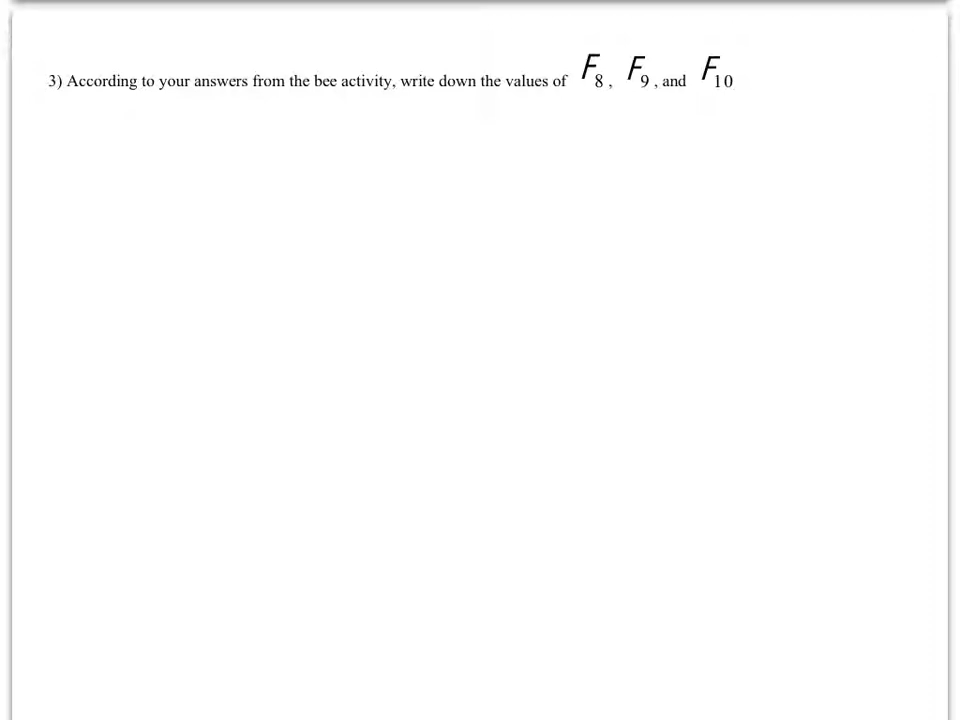 3) According to your answers from the bee activity, write down the values of F8, F9, and F10